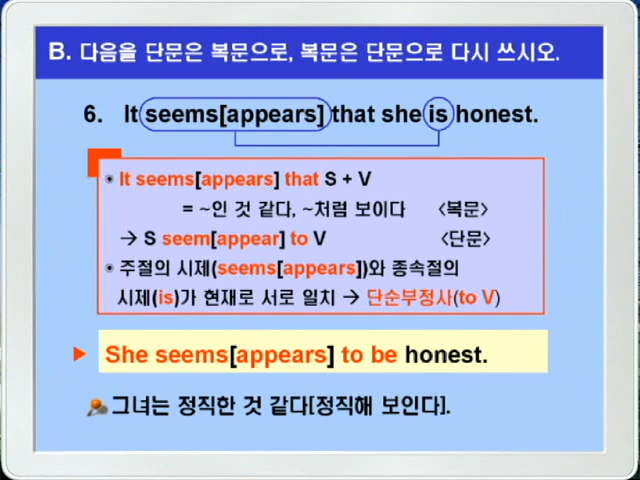 B. 다음을 단문은 복문으로, 복문은 단문으로 다시 쓰시오.
6. It seems[appears] that she is honest.
It seems[appears] that S + V
= ~인 것 같다, ~처럼 보이다 〈복문〉
→ S seem[appear] to V 〈단문〉
주절의 시제(seems[appears])와 종속절의
시제(is)가 현재로 서로 일치 → 단순부정사(to V)
She seems[appears] to be honest.
그녀는 정직한 것 같다[정직해 보인다].